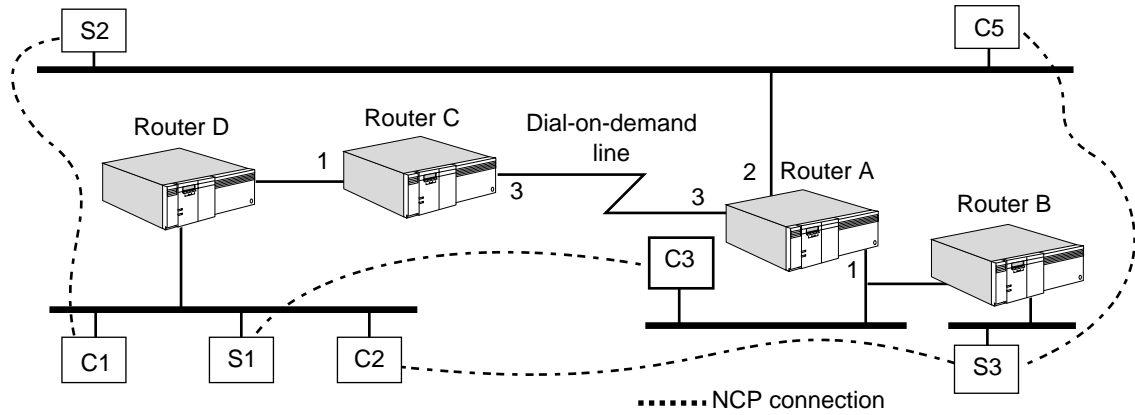 S2
C5
Router D
Router C
Dial-on-demand
line
1
3
2
Router A
3
Router B
C3
1
C1
S1
C2
S3
NCP connection